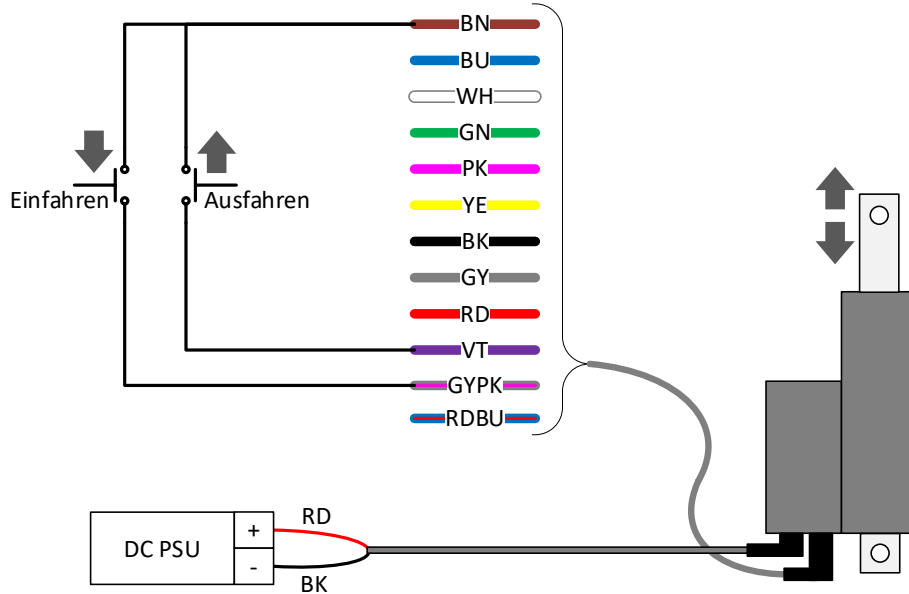 BN
BU
WH
GN
PK
Einfahren
Ausfahren
YE
BK
GY
RD
VT
GYPK
RDBU
RD
DC PSU
+
-
BK